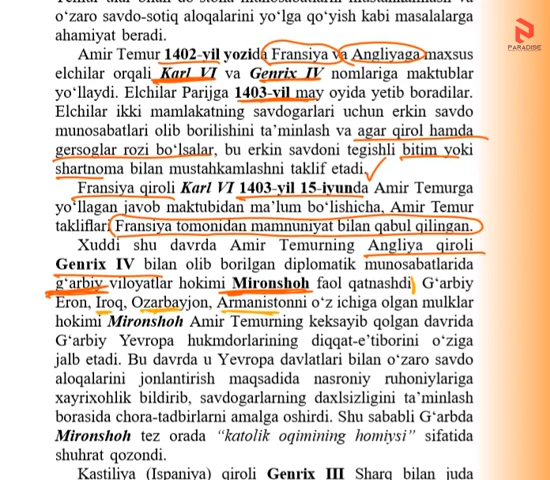 PARADISE
o‘zaro savdo-sotiq aloqalarini yo‘lga qo‘yish kabi masalalarga
ahamiyat beradi.
Amir Temur 1402-yil yozida Fransiya va Angliyaga maxsus
elchilar orqali Karl VI va Genrix IV nomlariga maktublar
yo‘llaydi. Elchilar Parijga 1403-yil may oyida yetib boradilar.
Elchilar ikki mamlakatning savdogarlari uchun erkin savdo
munosabatlari olib borilishini ta’minlash va agar qirol hamda
gersoglar rozi bo‘lsalar, bu erkin savdoni tegishli bitim yoki
shartnoma bilan mustahkamlashni taklif etadi.
Fransiya qiroli Karl VI 1403-yil 15-iyunda Amir Temurga
yo‘llagan javob maktubidan ma’lum bo‘lishicha, Amir Temur
takliflari Fransiya tomonidan mamnuniyat bilan qabul qilingan.
Xuddi shu davrda Amir Temurning Angliya qiroli
Genrix IV bilan olib borilgan diplomatik munosabatlarida
g‘arbiy viloyatlar hokimi Mironshoh faol qatnashdi. G‘arbiy
Eron, Iroq, Ozarbayjon, Armanistonni o‘z ichiga olgan mulklar
hokimi Mironshoh Amir Temurning keksayib qolgan davrida
G‘arbiy Yevropa hukmdorlarining diqqat-e’tiborini o‘ziga
jalb etadi. Bu davrda u Yevropa davlatlari bilan o‘zaro savdo
aloqalarini jonlantirish maqsadida nasroniy ruhoniylariga
xayrixohlik bildirib, savdogarlarning daxlsizligini ta’minlash
borasida chora-tadbirlarni amalga oshirdi. Shu sababli G‘arbda
Mironshoh tez orada “katolik oqimining homiysi” sifatida
shuhrat qozondi.
Kastiliya (Ispaniya) qiroli Genrix III Sharq bilan juda